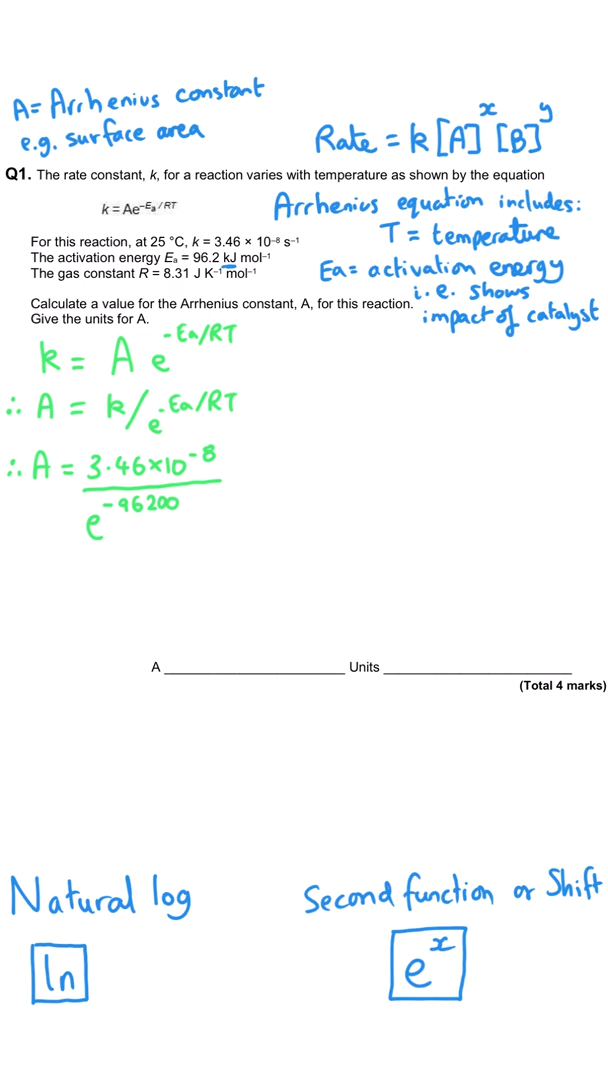 A = Arrhenius constant
e.g. surface area
Rate = k [A]^x [B]^y
Q1. The rate constant, k, for a reaction varies with temperature as shown by the equation
k = Ae^–Ea / RT
Arrhenius equation includes:
T = temperature
For this reaction, at 25 °C, k = 3.46 × 10⁻⁸ s⁻¹
The activation energy Ea = 96.2 kJ mol⁻¹
The gas constant R = 8.31 J K⁻¹ mol⁻¹
Ea = activation energy
i.e. shows
impact of catalyst
Calculate a value for the Arrhenius constant, A, for this reaction.
Give the units for A.
k = A e^-Ea/RT
∴ A = k / e^-Ea/RT
∴ A = 3.46×10⁻⁸
e^-96200
A ________________________ Units _________________________
(Total 4 marks)
Natural log
Second function or Shift
ln
e^x